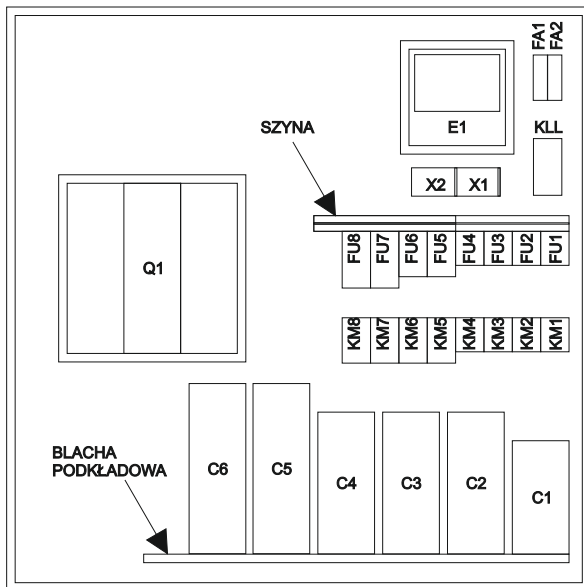 FA1
FA2
E1
KLL
SZYNA
X2
X1
Q1
FU8
FU7
FU6
FU5
FU4
FU3
FU2
FU1
KM8
KM7
KM6
KM5
KM4
KM3
KM2
KM1
BLACHA
PODKŁADOWA
C6
C5
C4
C3
C2
C1